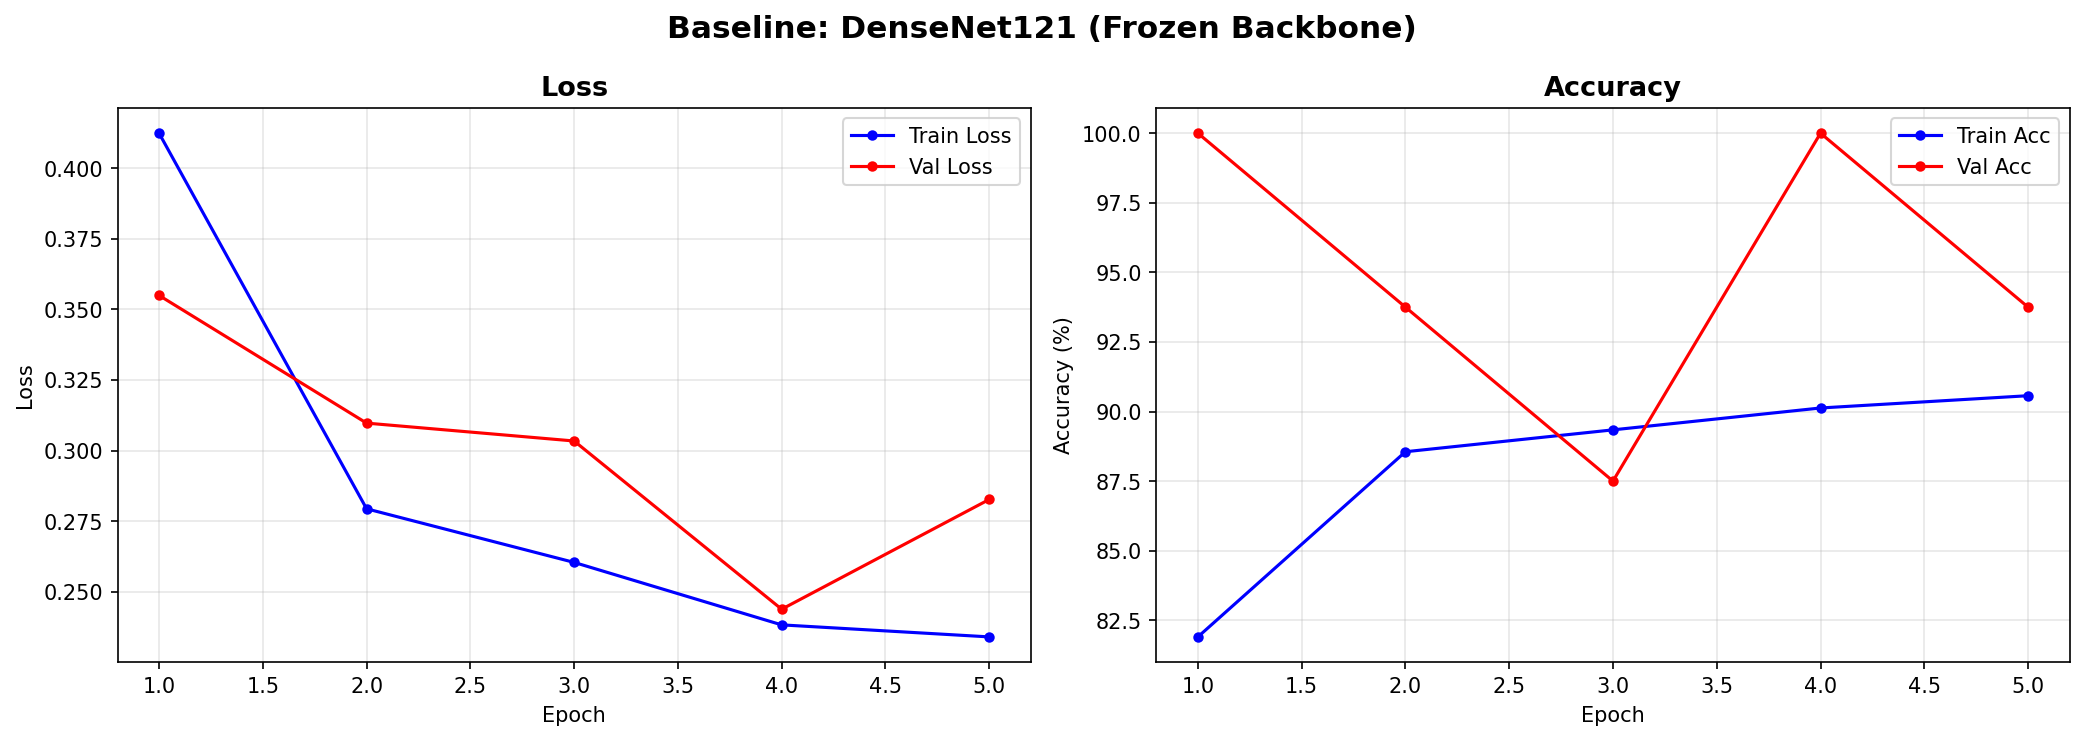 Baseline: DenseNet121 (Frozen Backbone)
Loss
Train Loss
Val Loss
0.400
0.375
0.350
0.325
0.300
0.275
0.250
Loss
1.0 1.5 2.0 2.5 3.0 3.5 4.0 4.5 5.0
Epoch
Accuracy
Train Acc
Val Acc
100.0
97.5
95.0
92.5
90.0
87.5
85.0
82.5
Accuracy (%)
1.0 1.5 2.0 2.5 3.0 3.5 4.0 4.5 5.0
Epoch